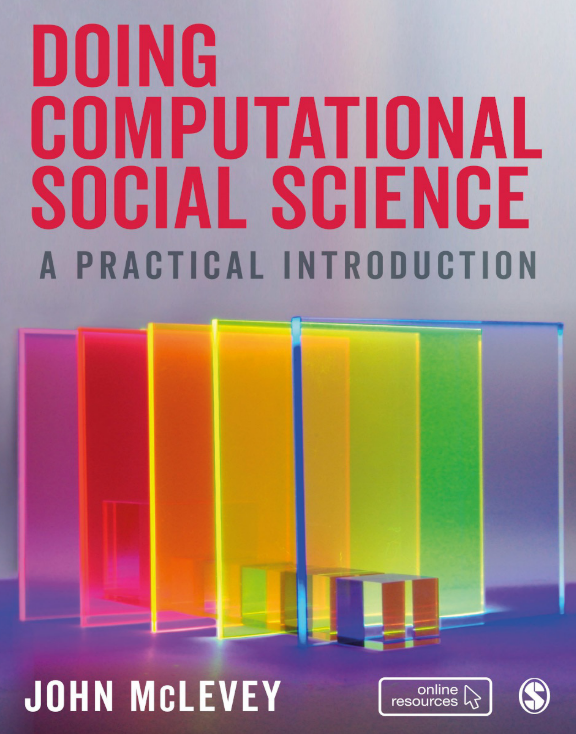 DOING
COMPUTATIONAL
SOCIAL SCIENCE
A PRACTICAL INTRODUCTION
JOHN McLEVEY
online
resources
S